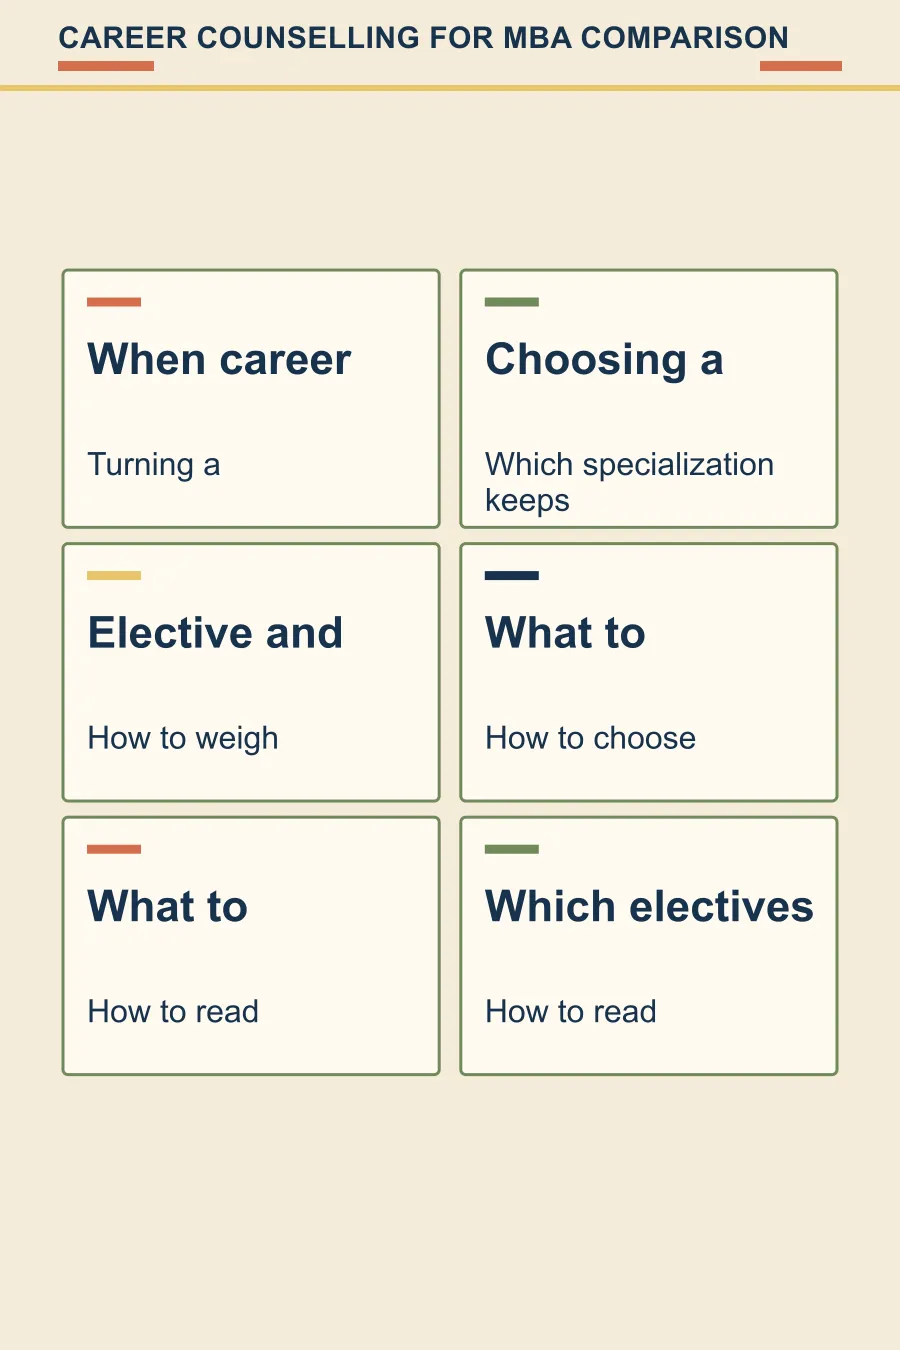 CAREER COUNSELLING FOR MBA COMPARISON
When career
Turning a
Choosing a
Which specialization
keeps
Elective and
How to weigh
What to
How to choose
What to
How to read
Which electives
How to read